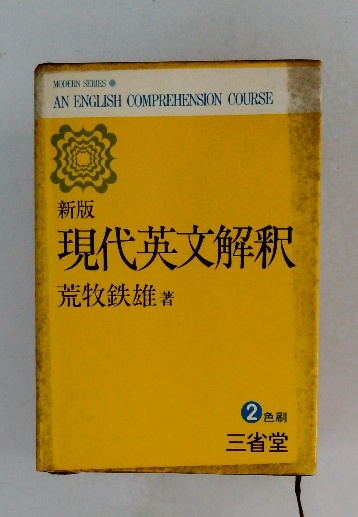 MODERN SERIES
AN ENGLISH COMPREHENSION COURSE
新版
現代英文解釈
荒牧鉄雄 著
2色刷
三省堂